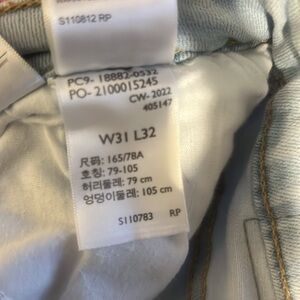 S110812 RP
PC9- 18882-0532
PO- 2100015245
CW- 2022
405147
W31 L32
尺码: 165/78A
호칭: 79-105
허리둘레: 79 cm
엉덩이둘레: 105 cm
S110783 RP